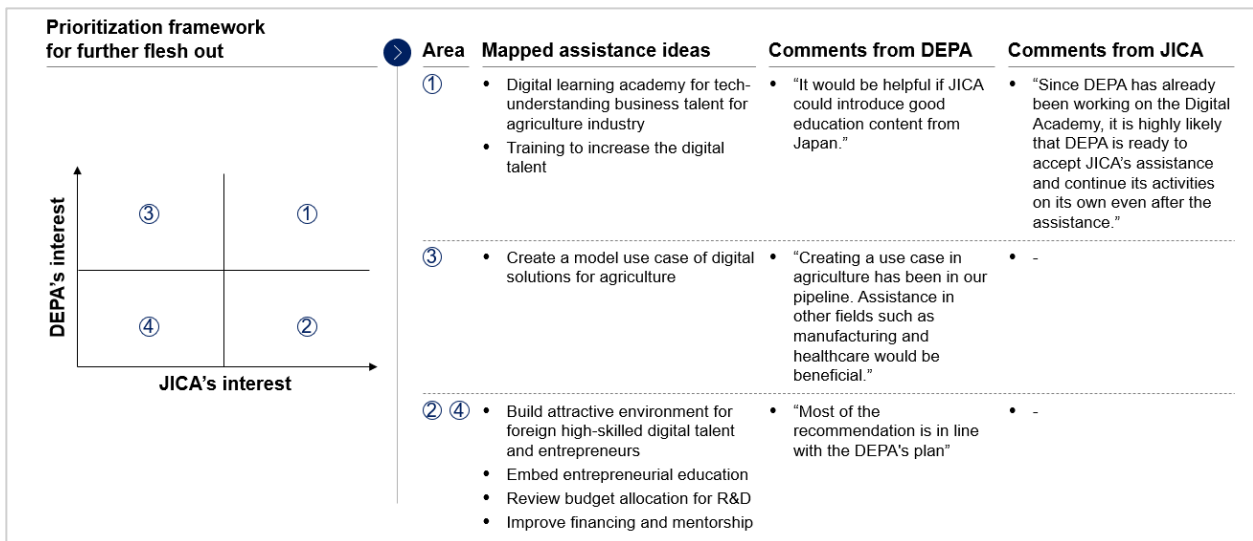 Prioritization framework
for further flesh out
DEPA's interest
③
①
④
②
JICA's interest
Area
Mapped assistance ideas
Comments from DEPA
Comments from JICA
①
• Digital learning academy for tech-
understanding business talent for
agriculture industry
• Training to increase the digital
talent
• “It would be helpful if JICA
could introduce good
education content from
Japan.”
• “Since DEPA has already
been working on the Digital
Academy, it is highly likely
that DEPA is ready to
accept JICA’s assistance
and continue its activities
on its own even after the
assistance.”
③
• Create a model use case of digital
solutions for agriculture
• “Creating a use case in
agriculture has been in our
pipeline. Assistance in
other fields such as
manufacturing and
healthcare would be
beneficial.”
• -
② ④
• Build attractive environment for
foreign high-skilled digital talent
and entrepreneurs
• Embed entrepreneurial education
• Review budget allocation for R&D
• Improve financing and mentorship
• “Most of the
recommendation is in line
with the DEPA's plan”
• -